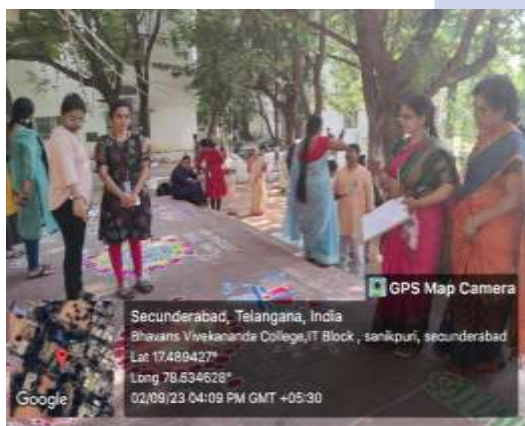 GPS Map Camera
Secunderabad, Telangana, India
Bhavans Vivekananda College,IT Block , sanikpuri, secunderabad
Lat 17.489427°
Long 78.534628°
02/09/23 04:09 PM GMT +05:30
Google